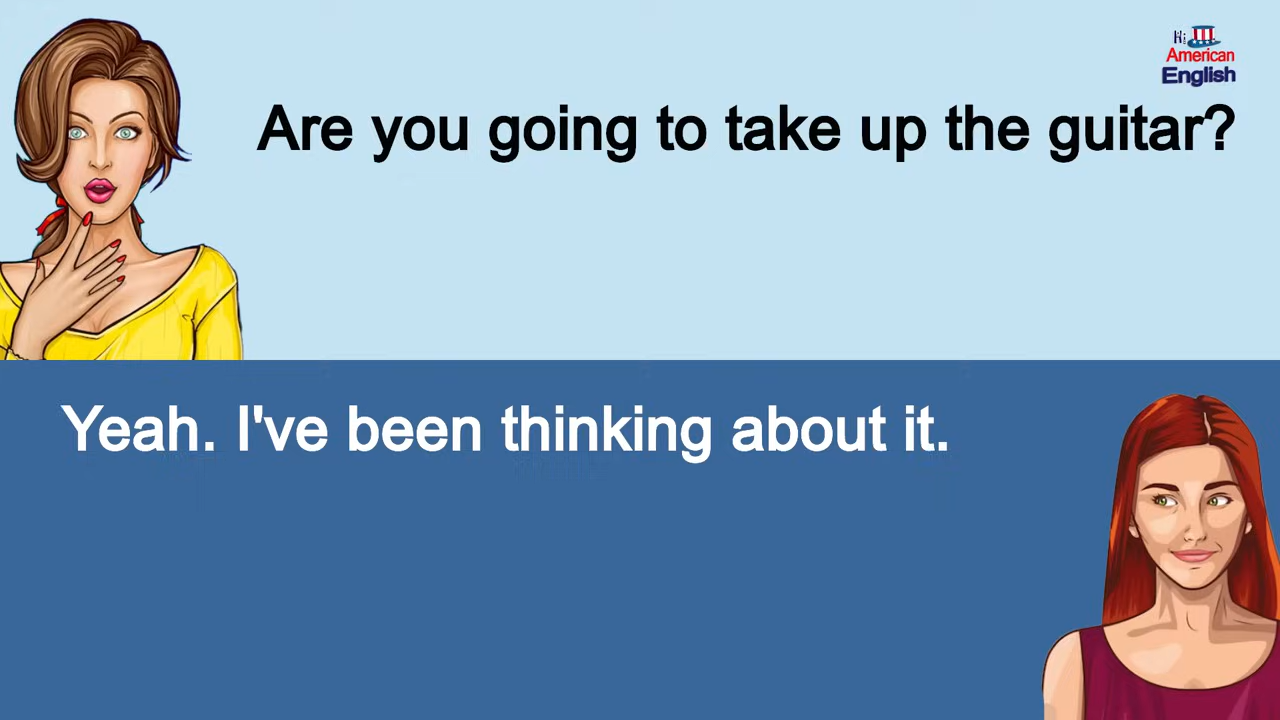 Hi
American
English
Are you going to take up the guitar?
Yeah. I've been thinking about it.